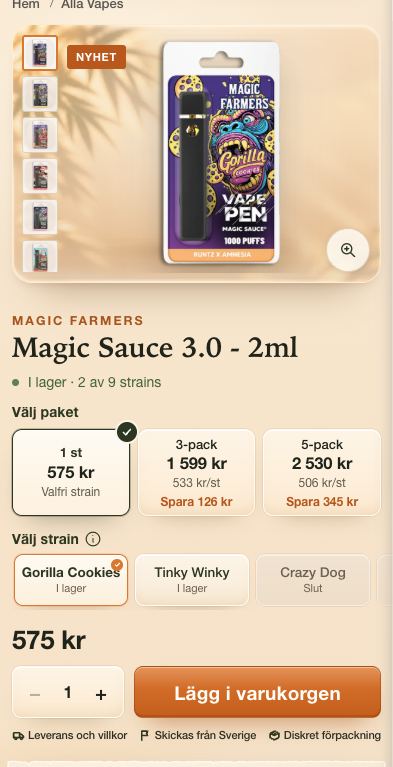 Hem / Alla Vapes
NYHET
MAGIC
FARMERS
Gorilla
COOKIES
VAPE
PEN
MAGIC SAUCE
1000 PUFFS
RUNTZ X AMNESIA
MAGIC FARMERS
Magic Sauce 3.0 - 2ml
I lager · 2 av 9 strains
Välj paket
1 st
575 kr
Valfri strain
3-pack
1 599 kr
533 kr/st
Spara 126 kr
5-pack
2 530 kr
506 kr/st
Spara 345 kr
Välj strain
Gorilla Cookies
I lager
Tinky Winky
I lager
Crazy Dog
Slut
575 kr
− 1 +
Lägg i varukorgen
Leverans och villkor
Skickas från Sverige
Diskret förpackning